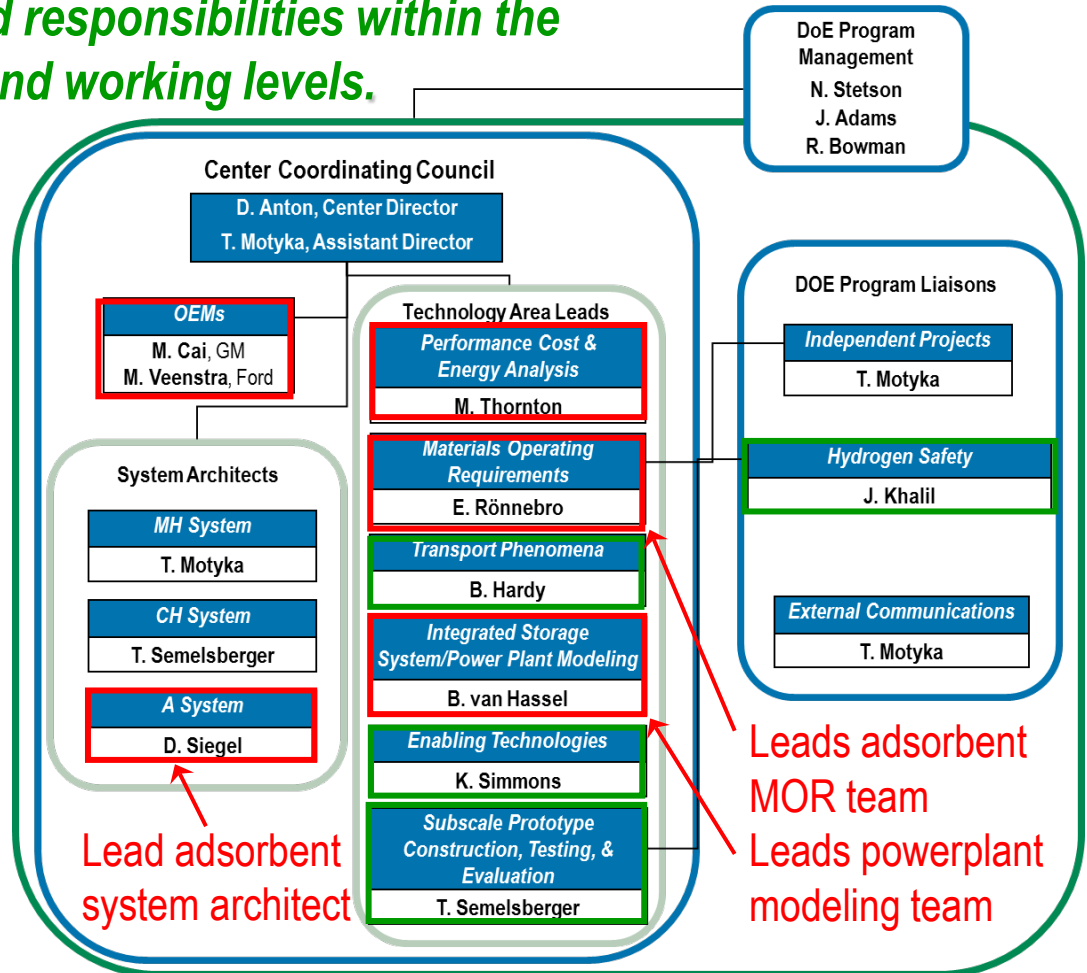 d responsibilities within the
nd working levels.
DoE Program
Management
N. Stetson
J. Adams
R. Bowman
Center Coordinating Council
D. Anton, Center Director
T. Motyka, Assistant Director
OEMs
M. Cai, GM
M. Veenstra, Ford
System Architects
MH System
T. Motyka
CH System
T. Semelsberger
A System
D. Siegel
Lead adsorbent
system architect
Technology Area Leads
Performance Cost &
Energy Analysis
M. Thornton
Materials Operating
Requirements
E. Rönnebro
Transport Phenomena
B. Hardy
Integrated Storage
System/Power Plant Modeling
B. van Hassel
Enabling Technologies
K. Simmons
Subscale Prototype
Construction, Testing, &
Evaluation
T. Semelsberger
DOE Program Liaisons
Independent Projects
T. Motyka
Hydrogen Safety
J. Khalil
External Communications
T. Motyka
Leads adsorbent
MOR team
Leads powerplant
modeling team